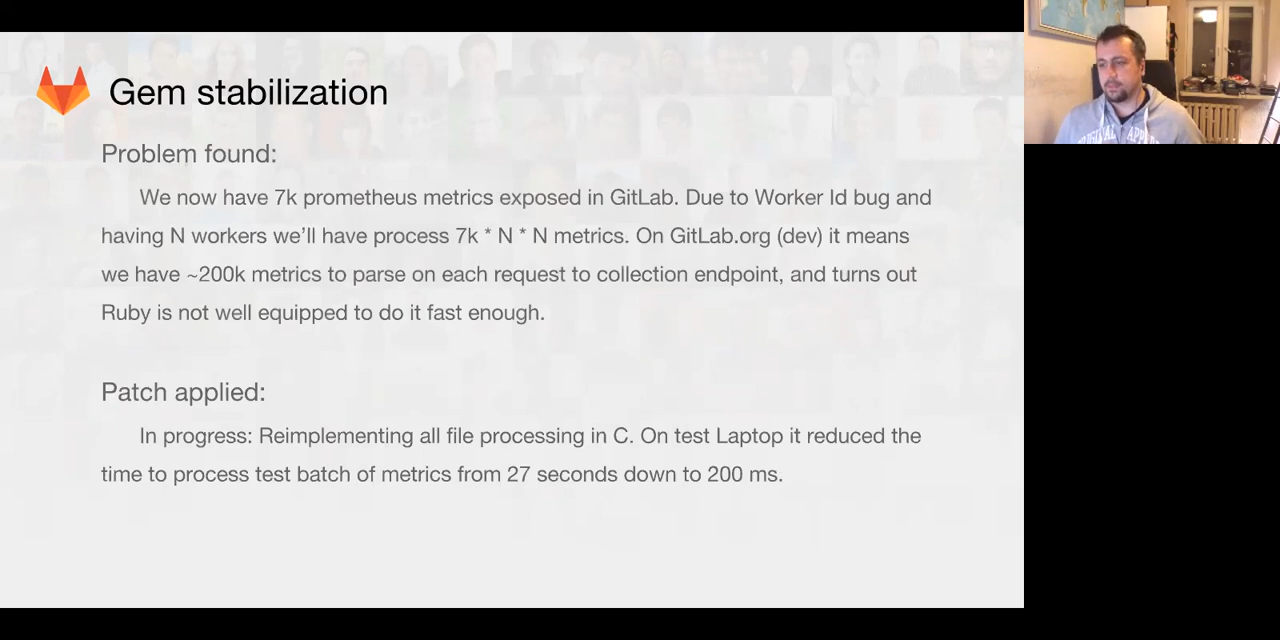 Gem stabilization
Problem found:
We now have 7k prometheus metrics exposed in GitLab. Due to Worker Id bug and
having N workers we'll have process 7k * N * N metrics. On GitLab.org (dev) it means
we have ~200k metrics to parse on each request to collection endpoint, and turns out
Ruby is not well equipped to do it fast enough.
Patch applied:
In progress: Reimplementing all file processing in C. On test Laptop it reduced the
time to process test batch of metrics from 27 seconds down to 200 ms.